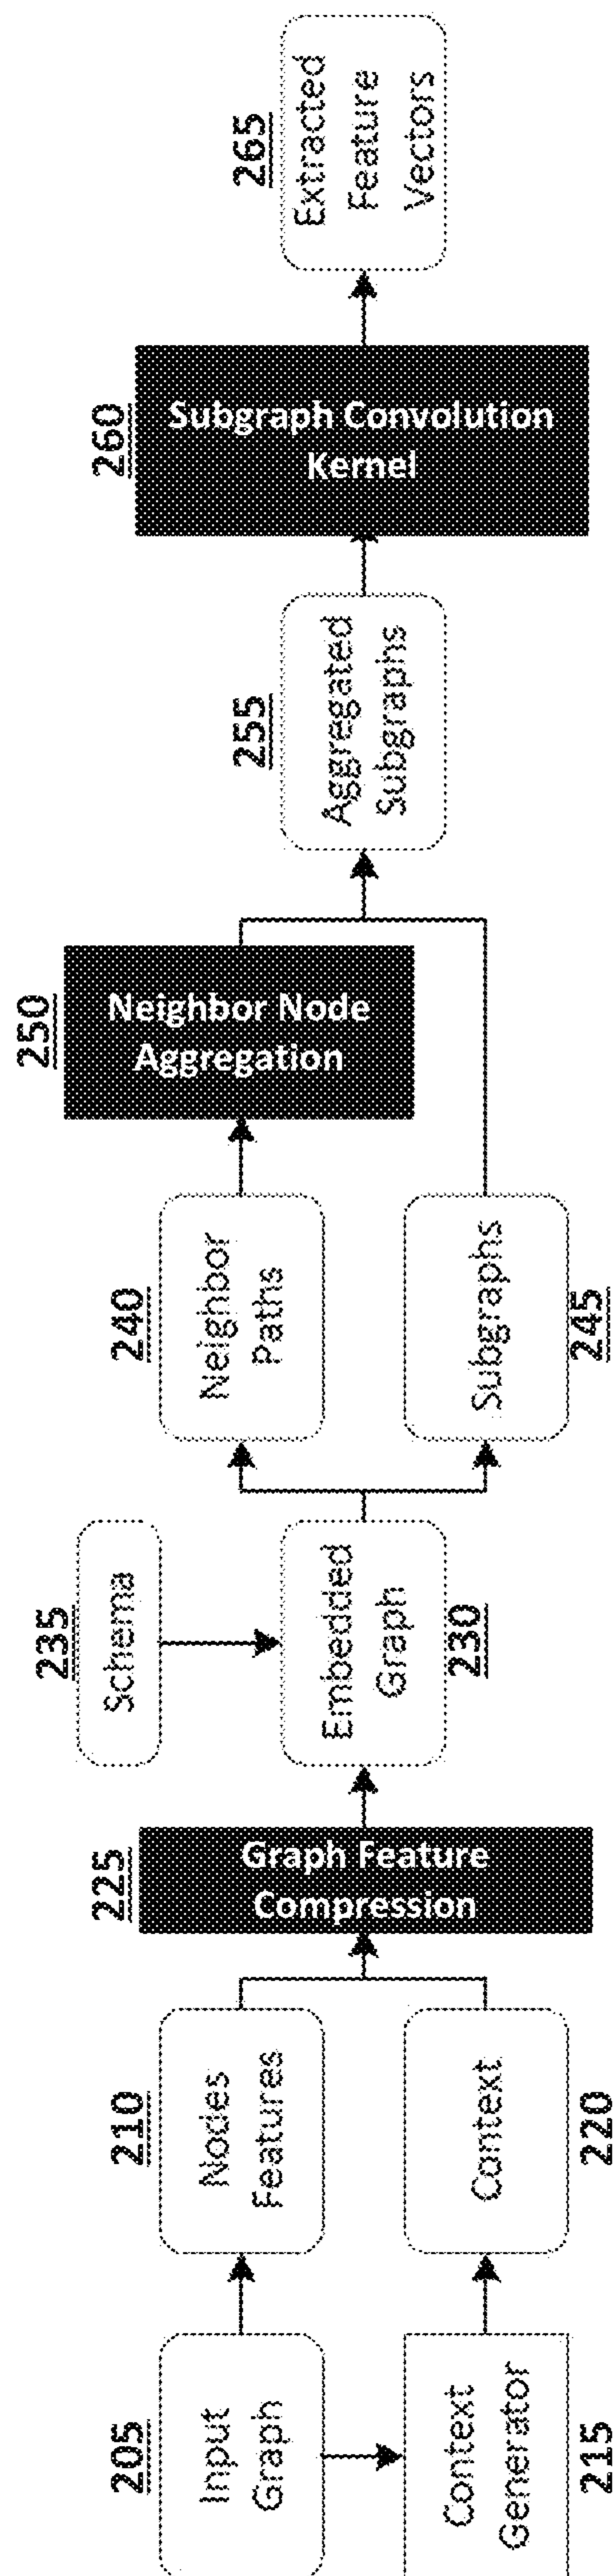 205
Input
Graph
210
Nodes
Features
Context
Generator
215
Context
220
225
Graph Feature
Compression
235
Schema
Embedded
Graph
230
240
Neighbor
Paths
Subgraphs
245
250
Neighbor Node
Aggregation
255
Aggregated
Subgraphs
260
Subgraph Convolution
Kernel
265
Extracted
Feature
Vectors